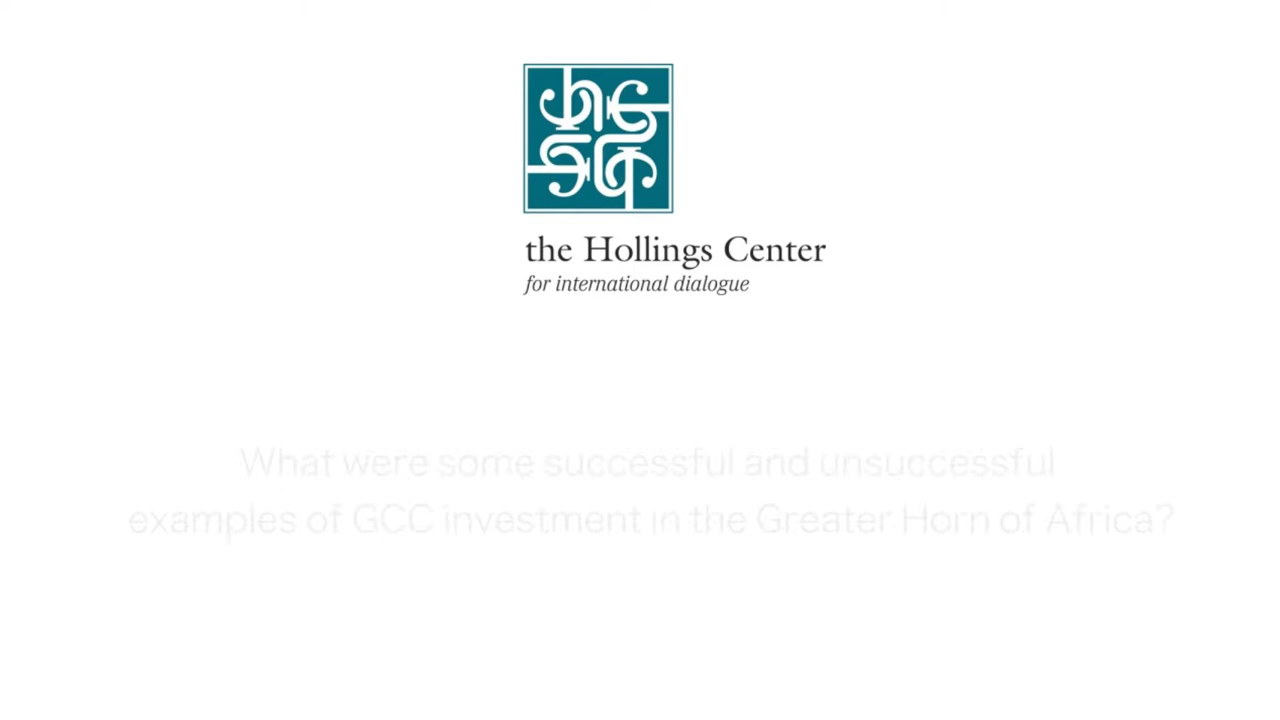 the Hollings Center
for international dialogue
What were some successful and unsuccessful
examples of GCC investment in the Greater Horn of Africa?